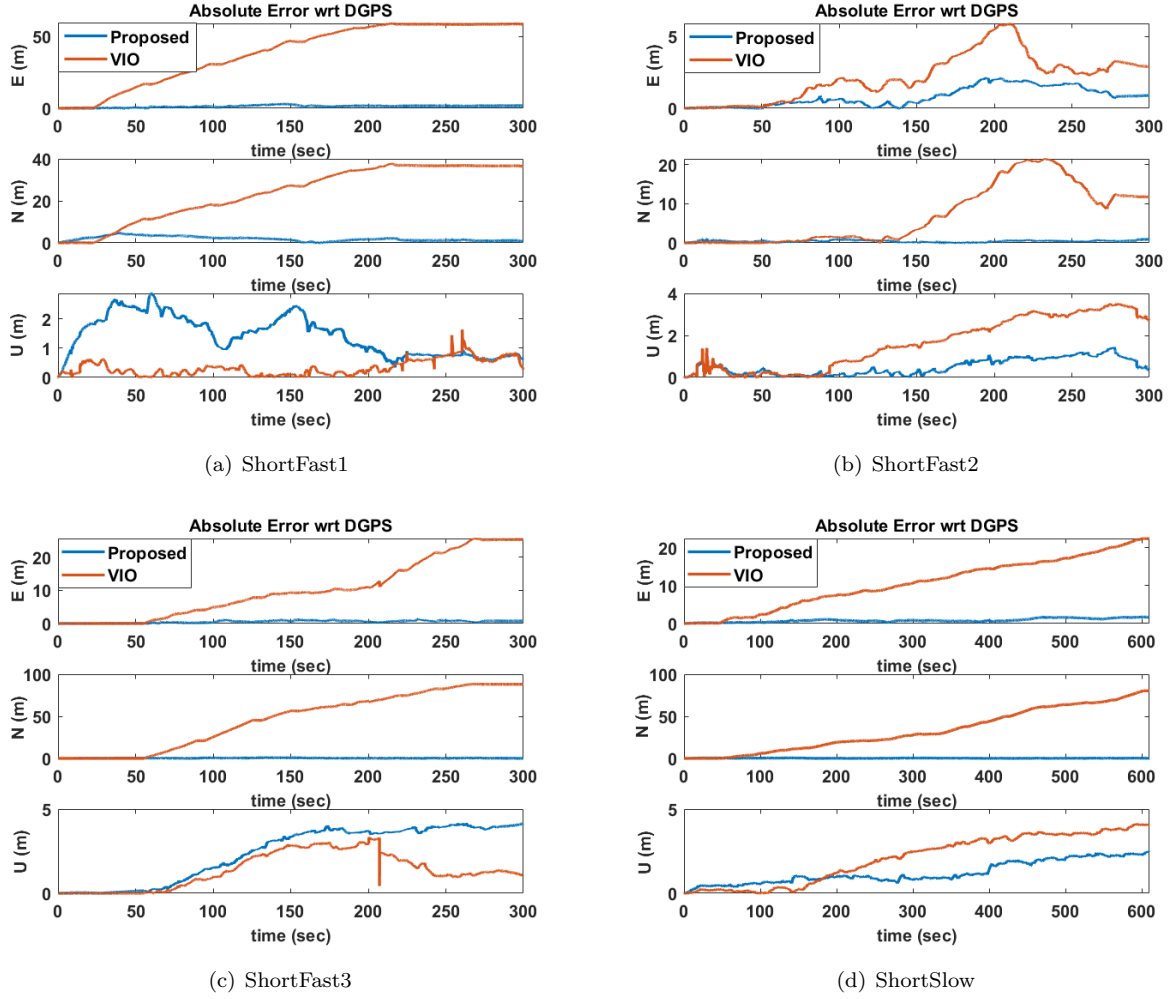 Absolute Error wrt DGPS
Proposed
VIO
E (m)
50
0
0 50 100 150 200 250 300
time (sec)
N (m)
40
20
0
0 50 100 150 200 250 300
time (sec)
U (m)
2
1
0
0 50 100 150 200 250 300
time (sec)
(a) ShortFast1
Absolute Error wrt DGPS
Proposed
VIO
E (m)
5
0
0 50 100 150 200 250 300
time (sec)
N (m)
20
10
0
0 50 100 150 200 250 300
time (sec)
U (m)
4
2
0
0 50 100 150 200 250 300
time (sec)
(b) ShortFast2
Absolute Error wrt DGPS
Proposed
VIO
E (m)
20
10
0
0 50 100 150 200 250 300
time (sec)
N (m)
100
50
0
0 50 100 150 200 250 300
time (sec)
U (m)
5
0
0 50 100 150 200 250 300
time (sec)
(c) ShortFast3
Absolute Error wrt DGPS
Proposed
VIO
E (m)
20
10
0
0 100 200 300 400 500 600
time (sec)
N (m)
100
50
0
0 100 200 300 400 500 600
time (sec)
U (m)
5
0
0 100 200 300 400 500 600
time (sec)
(d) ShortSlow